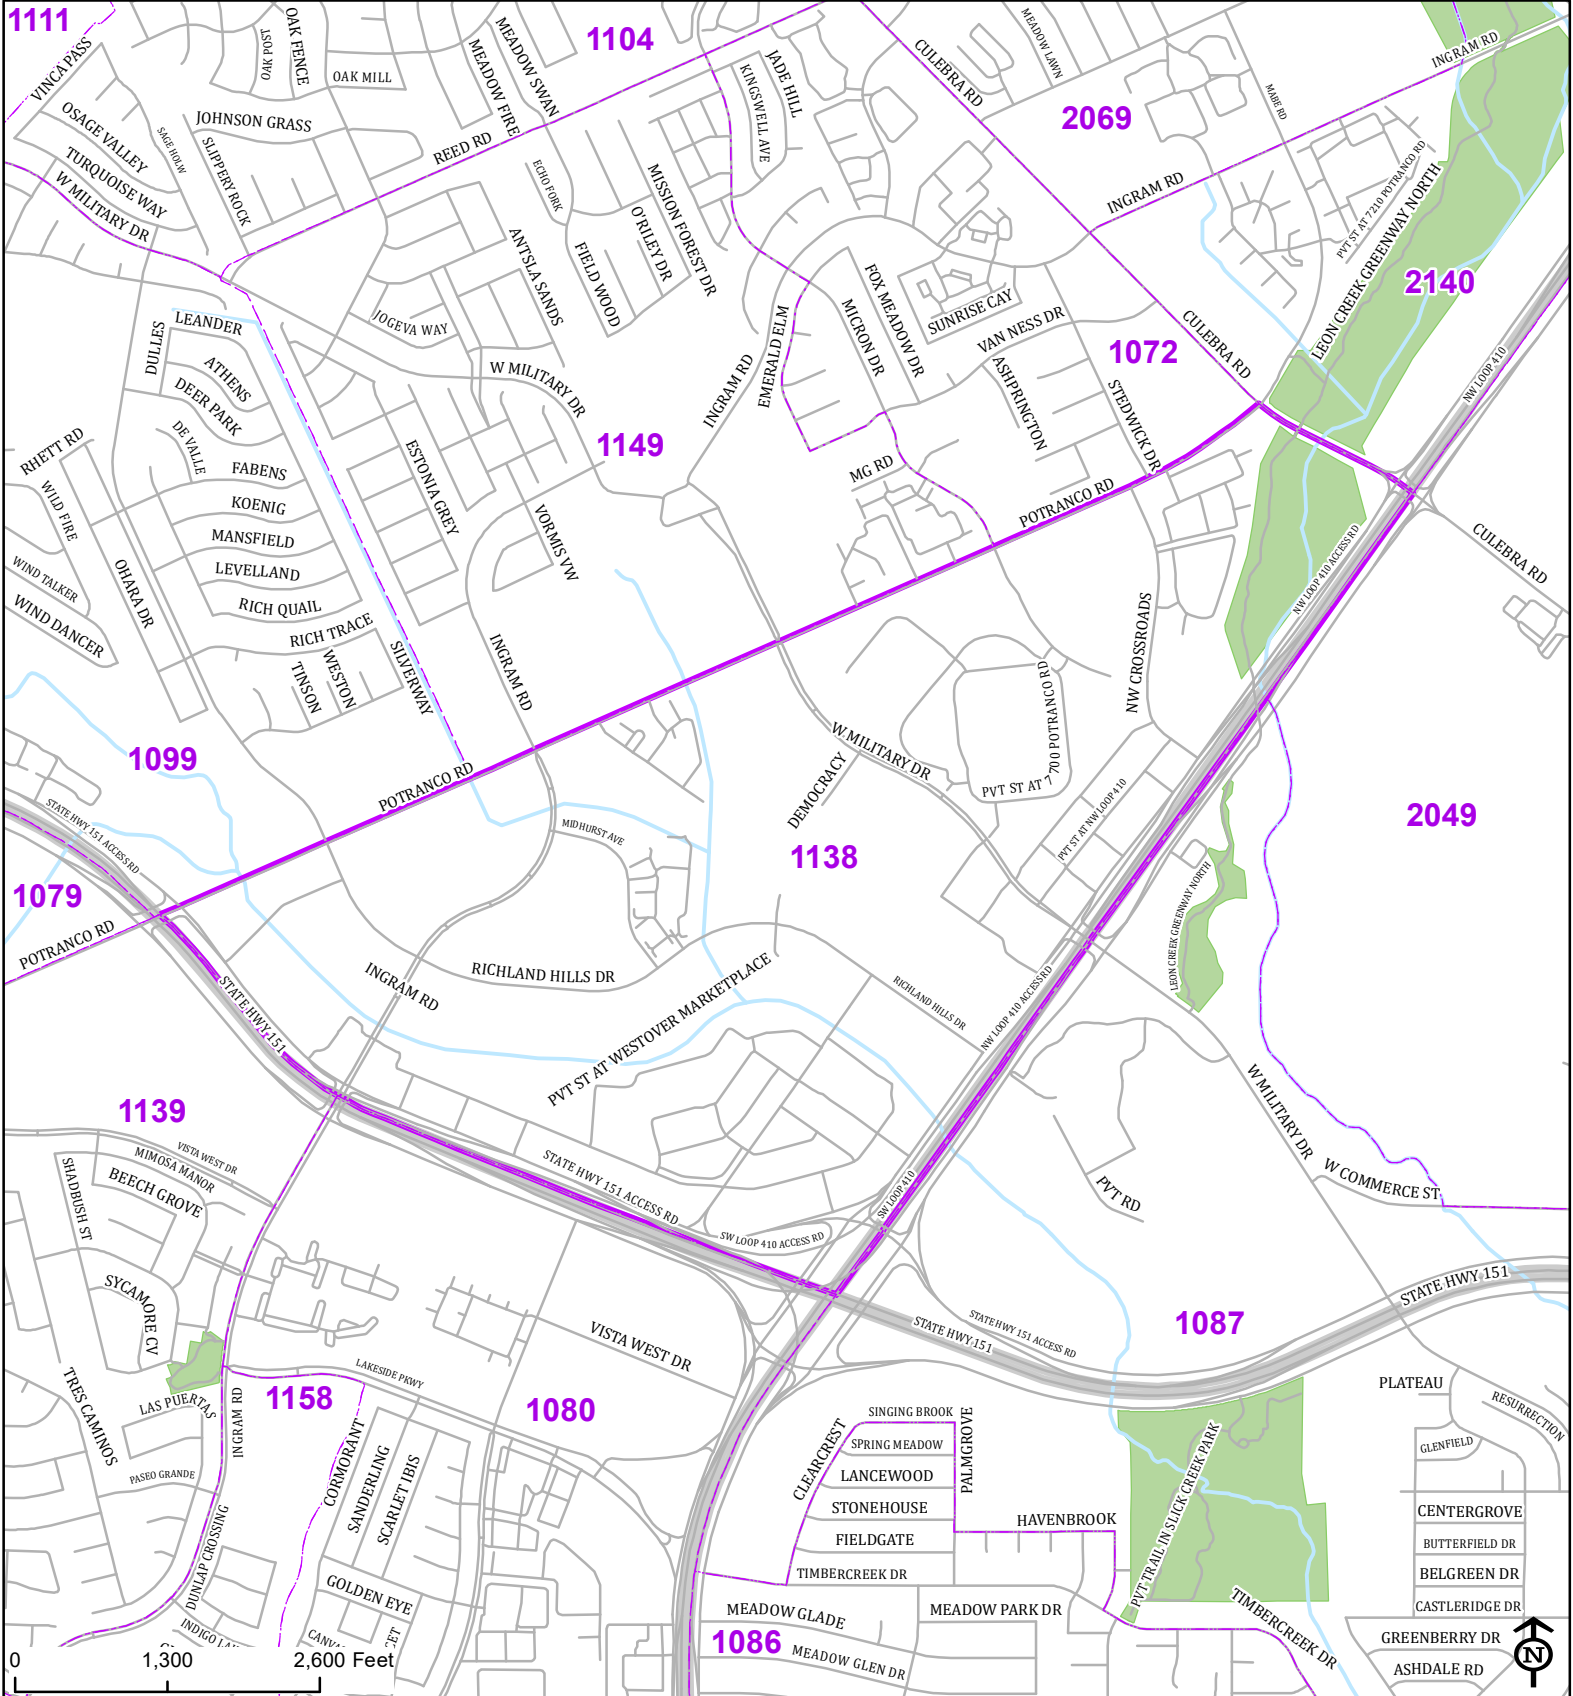 1111
1104
VINCA PASS
OAK POST
OAK FENCE
OAK MILL
MEADOW SWAN
MEADOW FIRE
JADE HILL
KINGSWELL AVE
CULEBRA RD
MEADOW LAWN
INGRAM RD
MABE RD
2069
OSAGE VALLEY
SAGE HOLW
JOHNSON GRASS
SLIPPERY ROCK
REED RD
TURQUOISE WAY
W MILITARY DR
ECHO FORK
MISSION FOREST DR
O'RILEY DR
FIELD WOOD
ANTSLA SANDS
INGRAM RD
PVT ST AT 7210 POTRANCO RD
LEON CREEK GREENWAY NORTH
2140
FOX MEADOW DR
MICRON DR
SUNRISE CAY
VAN NESS DR
EMERALD ELM
INGRAM RD
ASHPRINGTON
STEDWICK DR
1072
CULEBRA RD
NW LOOP 410
LEANDER
DULLES
ATHENS
DEER PARK
DE VALLE
JOGEVA WAY
W MILITARY DR
1149
RHETT RD
FABENS
KOENIG
MANSFIELD
LEVELLAND
RICH QUAIL
RICH TRACE
ESTONIA GREY
VORMIS VW
MG RD
POTRANCO RD
WILD FIRE
WIND TALKER
WIND DANCER
OHARA DR
TINSON
WESTON
SILVERWAY
INGRAM RD
NW CROSSROADS
NW LOOP 410 ACCESS RD
CULEBRA RD
1099
POTRANCO RD
W MILITARY DR
DEMOCRACY
PVT ST AT 7700 POTRANCO RD
PVT ST AT NW LOOP 410
2049
STATE HWY 151 ACCESS RD
MIDHURST AVE
1138
1079
POTRANCO RD
STATE HWY 151
INGRAM RD
RICHLAND HILLS DR
PVT ST AT WESTOVER MARKETPLACE
RICHLAND HILLS DR
NW LOOP 410 ACCESS RD
LEON CREEK GREENWAY NORTH
1139
VISTA WEST DR
MIMOSA MANOR
BEECH GROVE
SHADBUSH ST
SYCAMORE CV
STATE HWY 151 ACCESS RD
SW LOOP 410 ACCESS RD
SW LOOP 410
PVT RD
W MILITARY DR
W COMMERCE ST
STATE HWY 151
STATE HWY 151
STATE HWY 151 ACCESS RD
1087
VISTA WEST DR
LAKESIDE PKWY
TRES CAMINOS
LAS PUERTAS
INGRAM RD
1158
1080
PASEO GRANDE
DUNLAP CROSSING
CORMORANT
SANDERLING
SCARLET IBIS
GOLDEN EYE
CLEARCREST
SINGING BROOK
SPRING MEADOW
LANCEWOOD
STONEHOUSE
FIELDGATE
TIMBERCREEK DR
PALMGROVE
HAVENBROOK
PVT TRAIL IN SLICK CREEK PARK
PLATEAU
RESURRECTION
GLENFIELD
CENTERGROVE
BUTTERFIELD DR
BELGREEN DR
CASTLERIDGE DR
GREENBERRY DR
ASHDALE RD
TIMBERCREEK DR
MEADOW GLADE
MEADOW PARK DR
MEADOW GLEN DR
1086
0 1,300 2,600 Feet
N